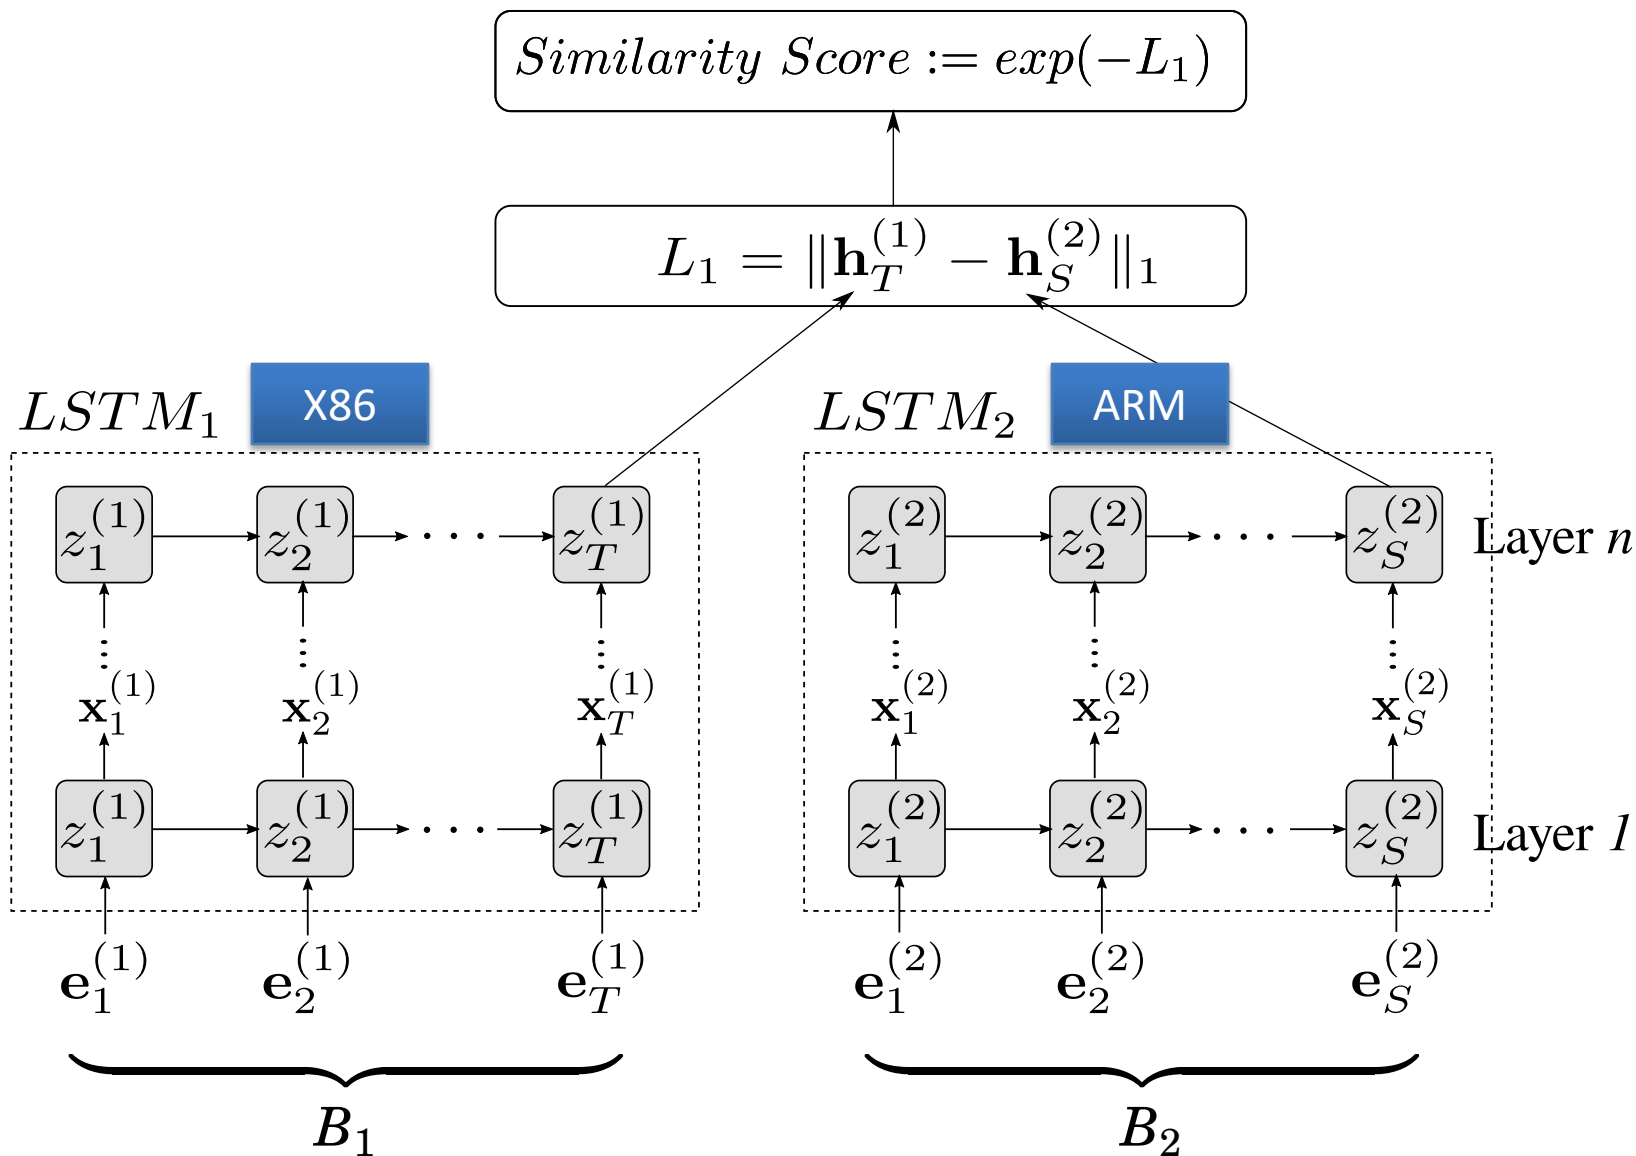 Similarity Score := exp(−L₁)
L₁ = ‖h_T^(1) − h_S^(2)‖₁
LSTM₁ X86 LSTM₂ ARM
z₁^(1) z₂^(1) · · · z_T^(1) z₁^(2) z₂^(2) · · · z_S^(2) Layer n
⋮ ⋮ ⋮ ⋮ ⋮ ⋮
x₁^(1) x₂^(1) x_T^(1) x₁^(2) x₂^(2) x_S^(2)
z₁^(1) z₂^(1) · · · z_T^(1) z₁^(2) z₂^(2) · · · z_S^(2) Layer 1
e₁^(1) e₂^(1) e_T^(1) e₁^(2) e₂^(2) e_S^(2)
B₁ B₂